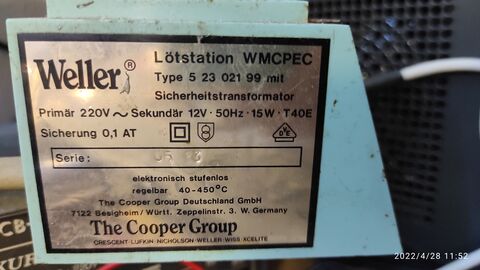 Weller®
Lötstation WMCPEC
Type 5 23 021 99 mit
Sicherheitstransformator
Primär 220V ~ Sekundär 12V · 50Hz · 15W · T40E
Sicherung 0,1 AT
Serie:
elektronisch stufenlos
regelbar 40-450°C
The Cooper Group Deutschland GmbH
7122 Besigheim/Württ. Zeppelinstr. 3. W. Germany
The Cooper Group
CRESCENT·LUFKIN·NICHOLSON·WELLER·WISS·XCELITE
2022/4/28 11:52